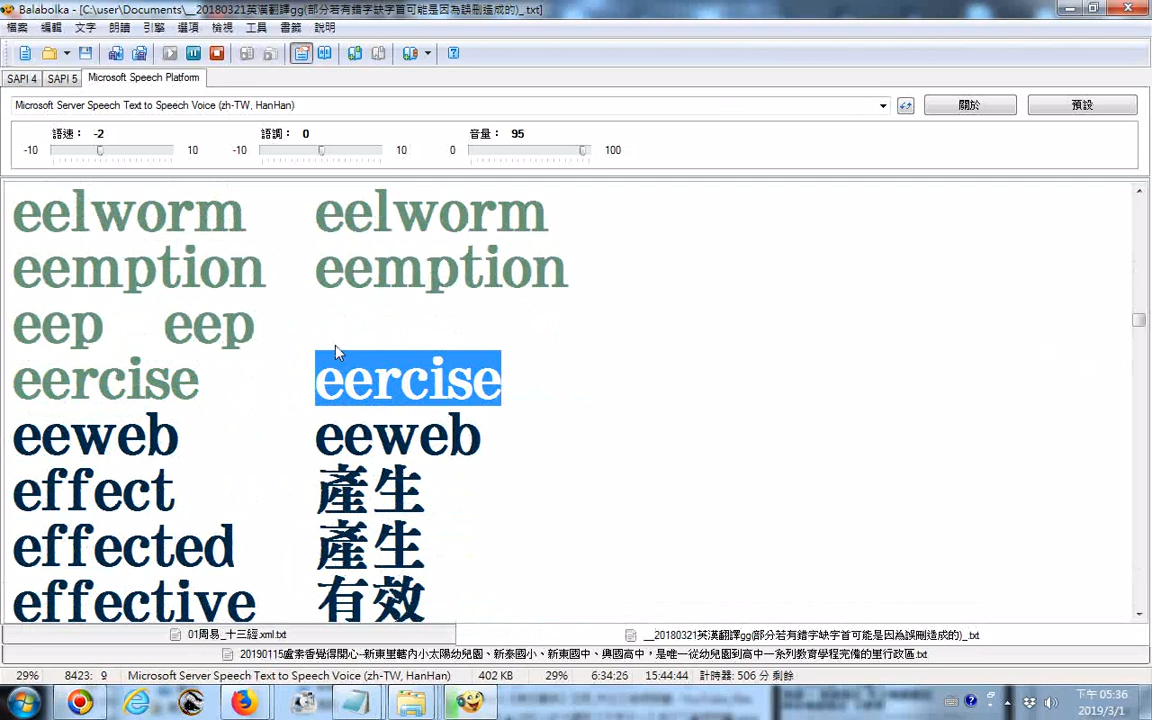 Balabolka - [C:\user\Documents\__20180321英漢翻譯gg(部分若有錯字缺字首可能是因為誤刪造成的)_.txt]
檔案 編輯 文字 朗讀 引擎 選項 檢視 工具 書籤 說明
SAPI 4 SAPI 5 Microsoft Speech Platform
Microsoft Server Speech Text to Speech Voice (zh-TW, HanHan) 關於 預設
語速： -2 語調： 0 音量： 95
-10 10 -10 10 0 100
eelworm eelworm
eemption eemption
eep eep
eercise eercise
eeweb eeweb
effect 產生
effected 產生
effective 有效
01周易_十三經.xml.txt __20180321英漢翻譯gg(部分若有錯字缺字首可能是因為誤刪造成的)_.txt
20190115盧素香覺得開心~新東里轄內小太陽幼兒園、新泰國小、新東國中、興國高中，是唯一從幼兒園到高中一系列教育學程完備的里行政區.txt
29% 8423: 9 Microsoft Server Speech Text to Speech Voice (zh-TW, HanHan) 402 KB 29% 6:34:26 15:44:44 計時器: 506 分 剩餘
下午 05:36
2019/3/1